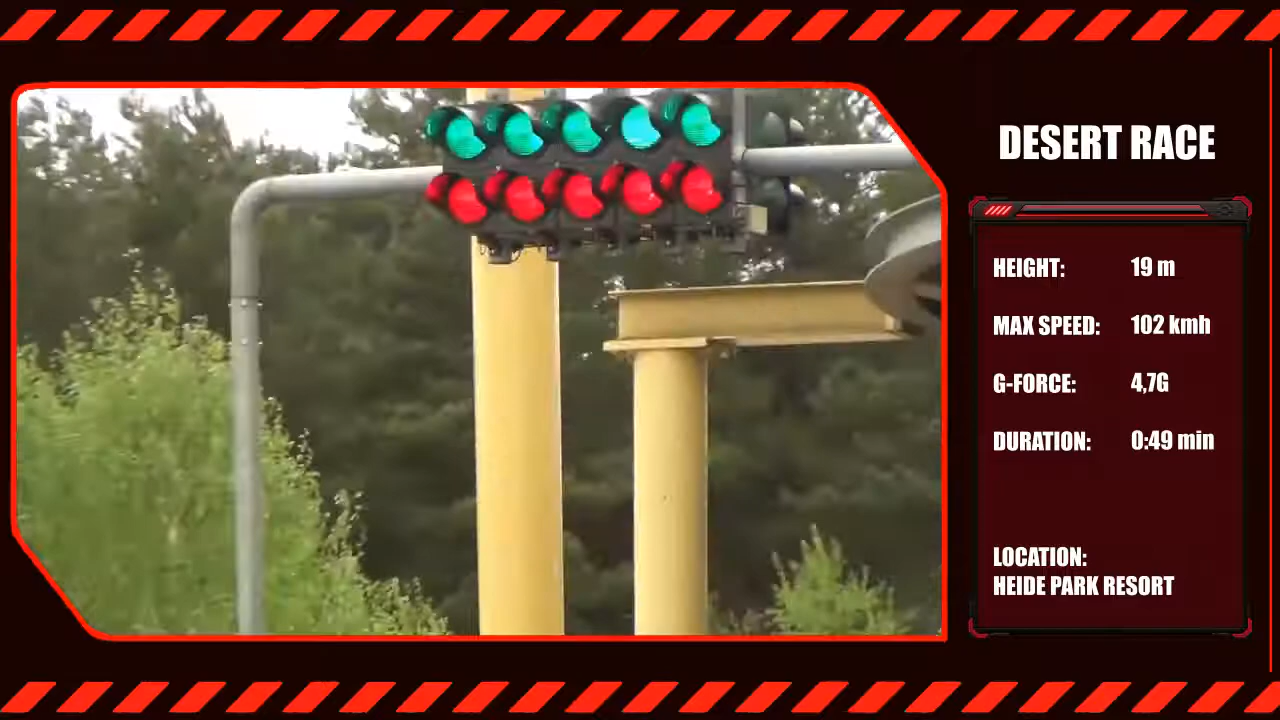 DESERT RACE
HEIGHT: 19 m
MAX SPEED: 102 kmh
G-FORCE: 4,7G
DURATION: 0:49 min
LOCATION:
HEIDE PARK RESORT